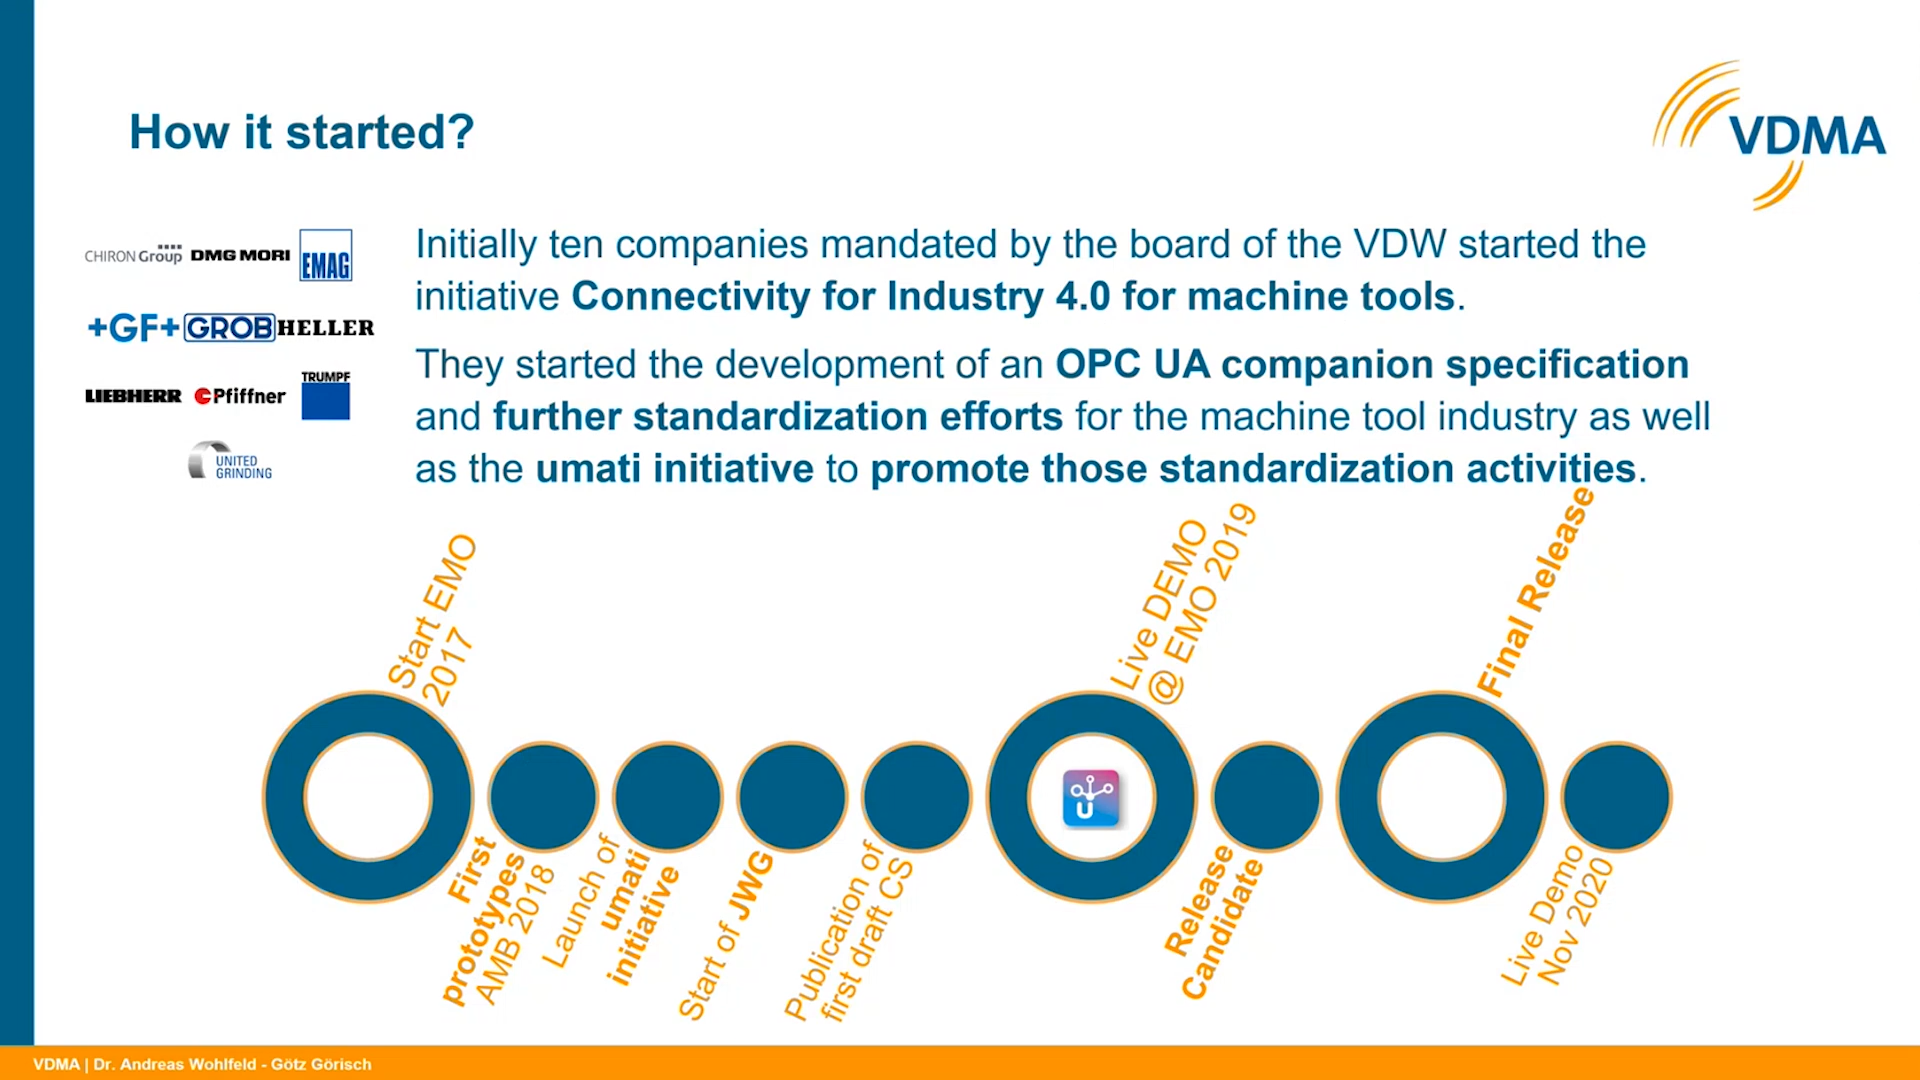 How it started?
VDMA
CHIRON Group DMG MORI EMAG
+GF+ GROB HELLER
LIEBHERR Pfiffner TRUMPF
UNITED
GRINDING
Initially ten companies mandated by the board of the VDW started the
initiative Connectivity for Industry 4.0 for machine tools.
They started the development of an OPC UA companion specification
and further standardization efforts for the machine tool industry as well
as the umati initiative to promote those standardization activities.
Start EMO
2017
First
prototypes
AMB 2018
Launch of
umati
initiative
Start of JWG
Publication of
first draft CS
Live DEMO
@ EMO 2019
U
Release
Candidate
Final Release
Live Demo
Nov 2020
VDMA | Dr. Andreas Wohlfeld - Götz Görisch